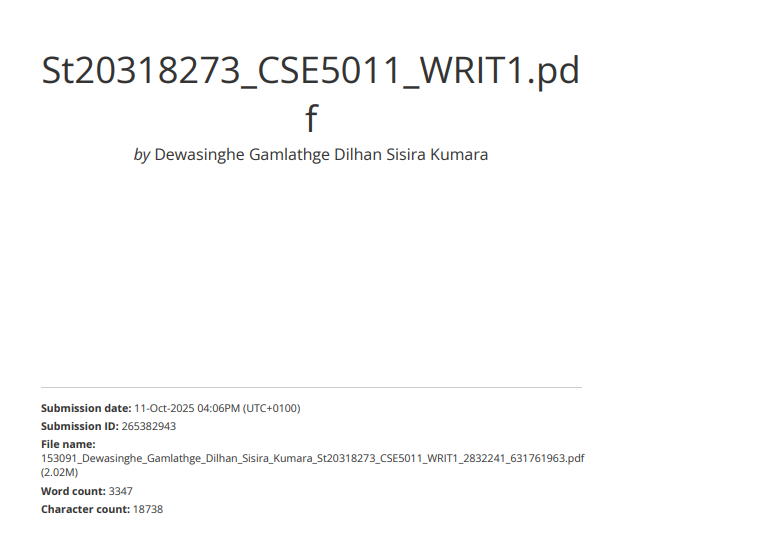 St20318273_CSE5011_WRIT1.pd
f
by Dewasinghe Gamlathge Dilhan Sisira Kumara
Submission date: 11-Oct-2025 04:06PM (UTC+0100)
Submission ID: 265382943
File name:
153091_Dewasinghe_Gamlathge_Dilhan_Sisira_Kumara_St20318273_CSE5011_WRIT1_2832241_631761963.pdf
(2.02M)
Word count: 3347
Character count: 18738